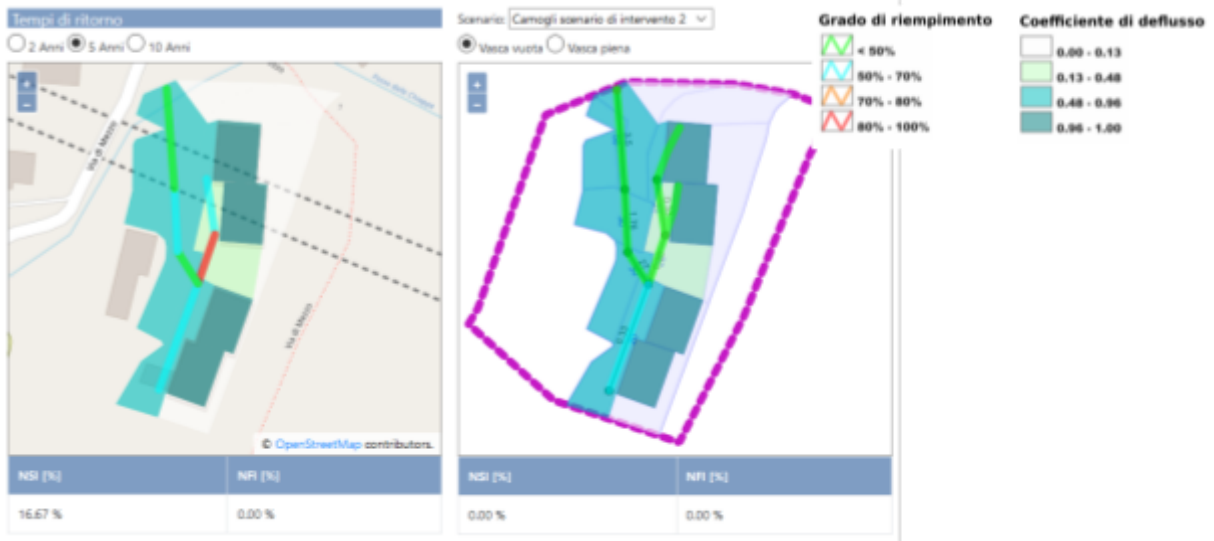 Tempi di ritorno
2 Anni 5 Anni 10 Anni
Scenario: Camogli scenario di intervento 2
Vasca vuota Vasca piena
Grado di riempimento
< 50%
50% - 70%
70% - 80%
80% - 100%
Coefficiente di deflusso
0.00 - 0.13
0.13 - 0.48
0.48 - 0.96
0.96 - 1.00
+
−
Via di Mezzo
Via di Mezzo
© OpenStreetMap contributors.
+
−
NSI [%] NFI [%]
16.67 % 0.00 %
NSI [%] NFI [%]
0.00 % 0.00 %